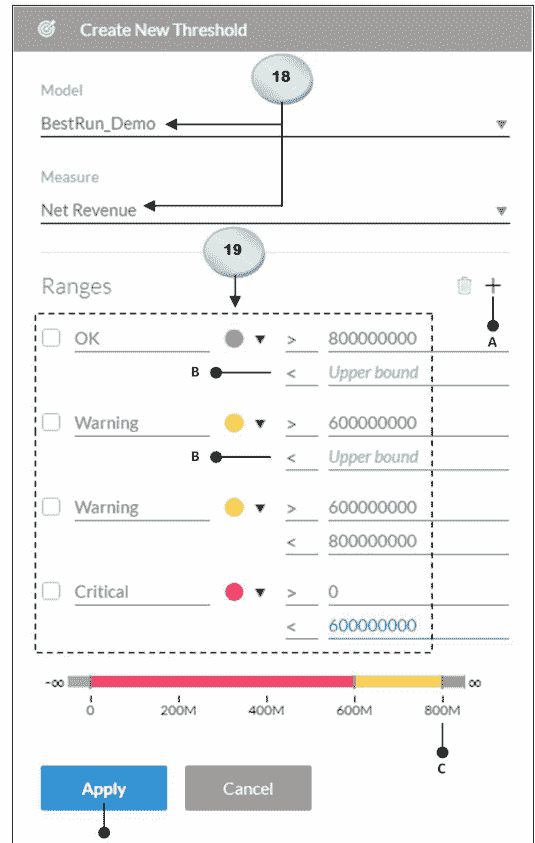 Create New Threshold
18
Model
BestRun_Demo
Measure
Net Revenue
19
Ranges
A
OK > 800000000
B < Upper bound
Warning > 600000000
B < Upper bound
Warning > 600000000
< 800000000
Critical > 0
< 600000000
-∞ ∞
0 200M 400M 600M 800M
C
Apply Cancel